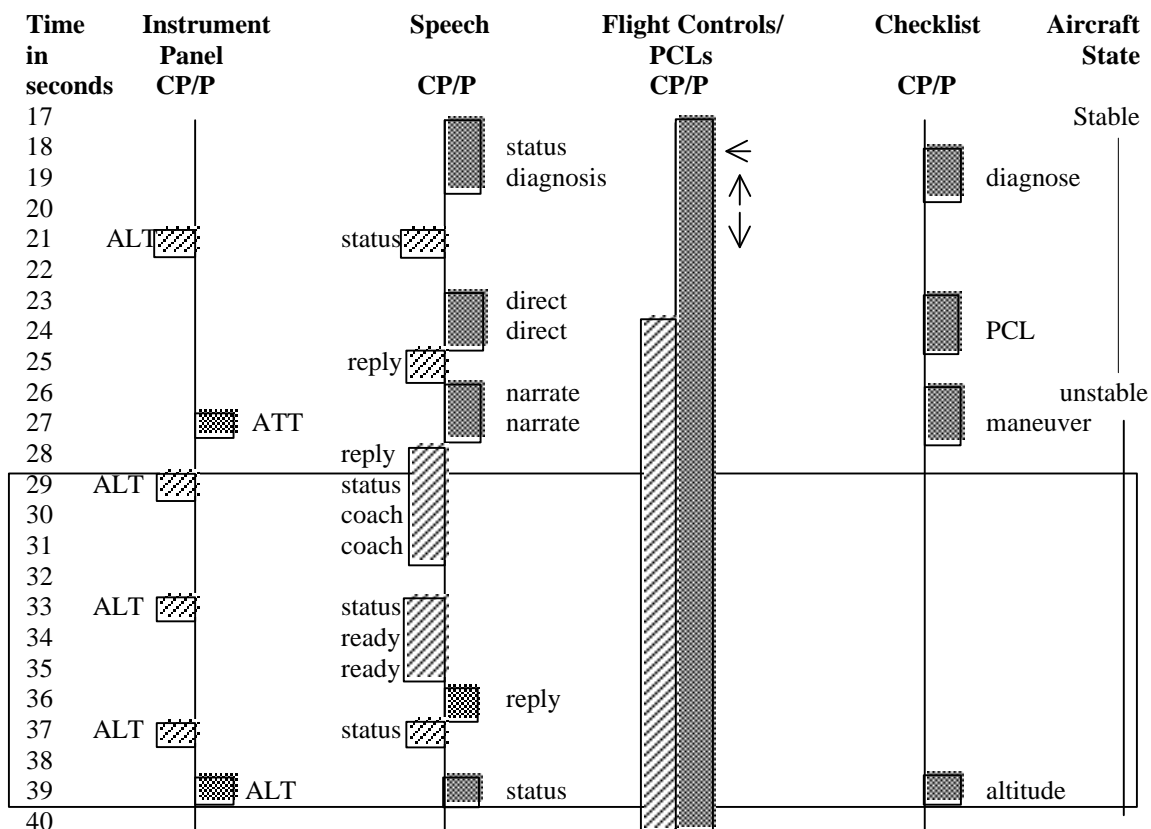 Time Instrument Speech Flight Controls/ Checklist Aircraft
in Panel PCLs State
seconds CP/P CP/P CP/P CP/P
17 Stable
18 status
19 diagnosis diagnose
20
21 ALT status
22
23 direct
24 direct PCL
25 reply
26 narrate unstable
27 ATT narrate maneuver
28 reply
29 ALT status
30 coach
31 coach
32
33 ALT status
34 ready
35 ready
36 reply
37 ALT status
38
39 ALT status altitude
40